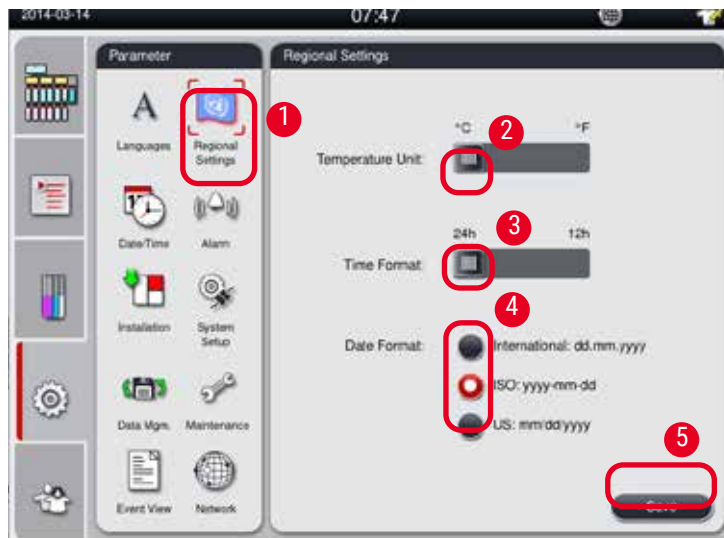 2014-03-14
07:47
Parameter
Languages
Regional Settings
Date/Time
Alarm
Installation
System Setup
Data Mgm.
Maintenance
Event View
Network
Regional Settings
1
°C
2
°F
Temperature Unit:
24h
3
12h
Time Format:
4
Date Format:
International: dd.mm.yyyy
ISO: yyyy-mm-dd
US: mm/dd/yyyy
5
Save